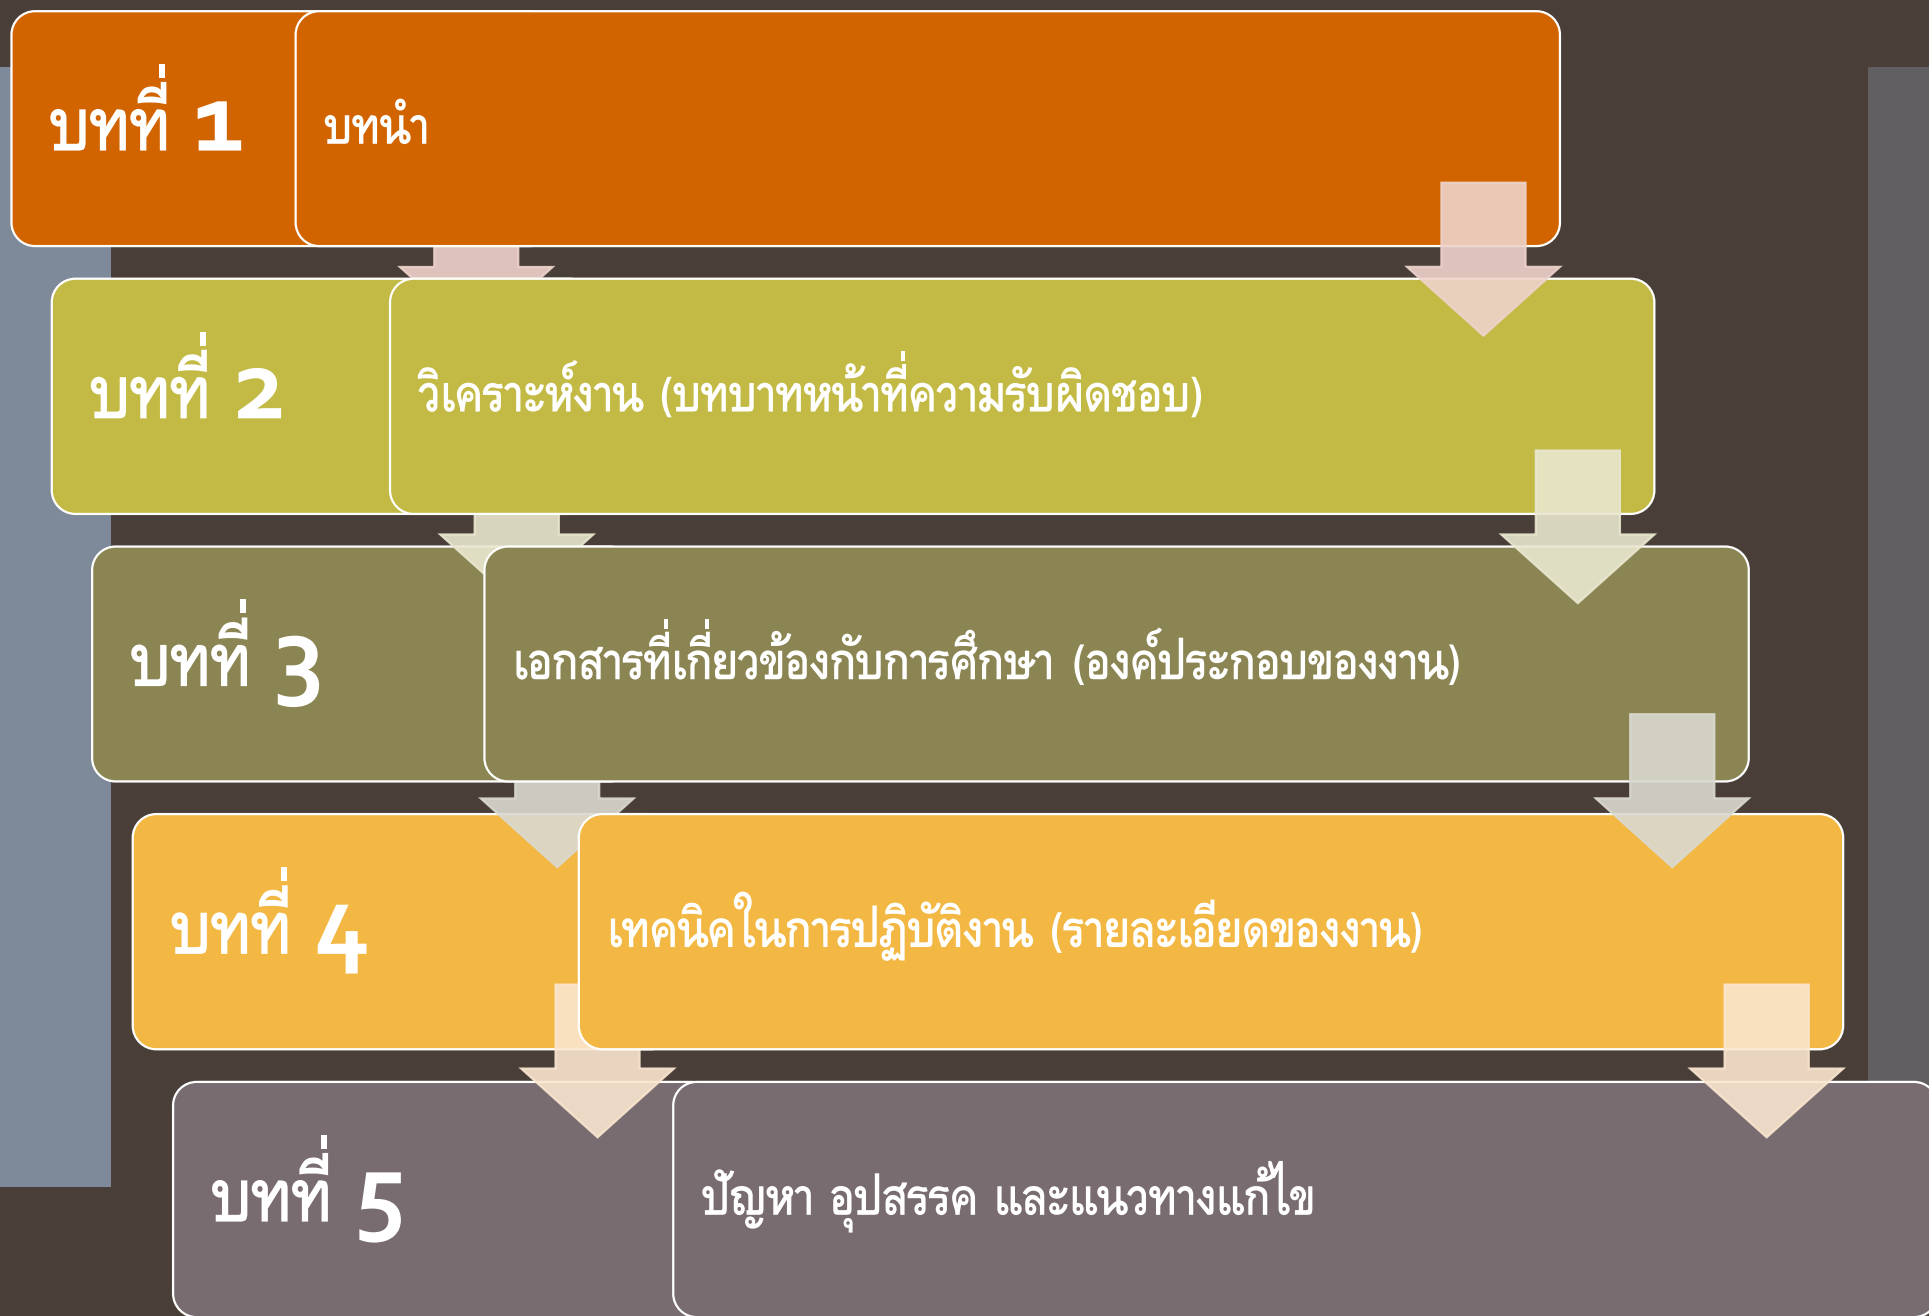 บทที่ 1 บทนำ
บทที่ 2 วิเคราะห์งาน (บทบาทหน้าที่ความรับผิดชอบ)
บทที่ 3 เอกสารที่เกี่ยวข้องกับการศึกษา (องค์ประกอบของงาน)
บทที่ 4 เทคนิคในการปฏิบัติงาน (รายละเอียดของงาน)
บทที่ 5 ปัญหา อุปสรรค และแนวทางแก้ไข